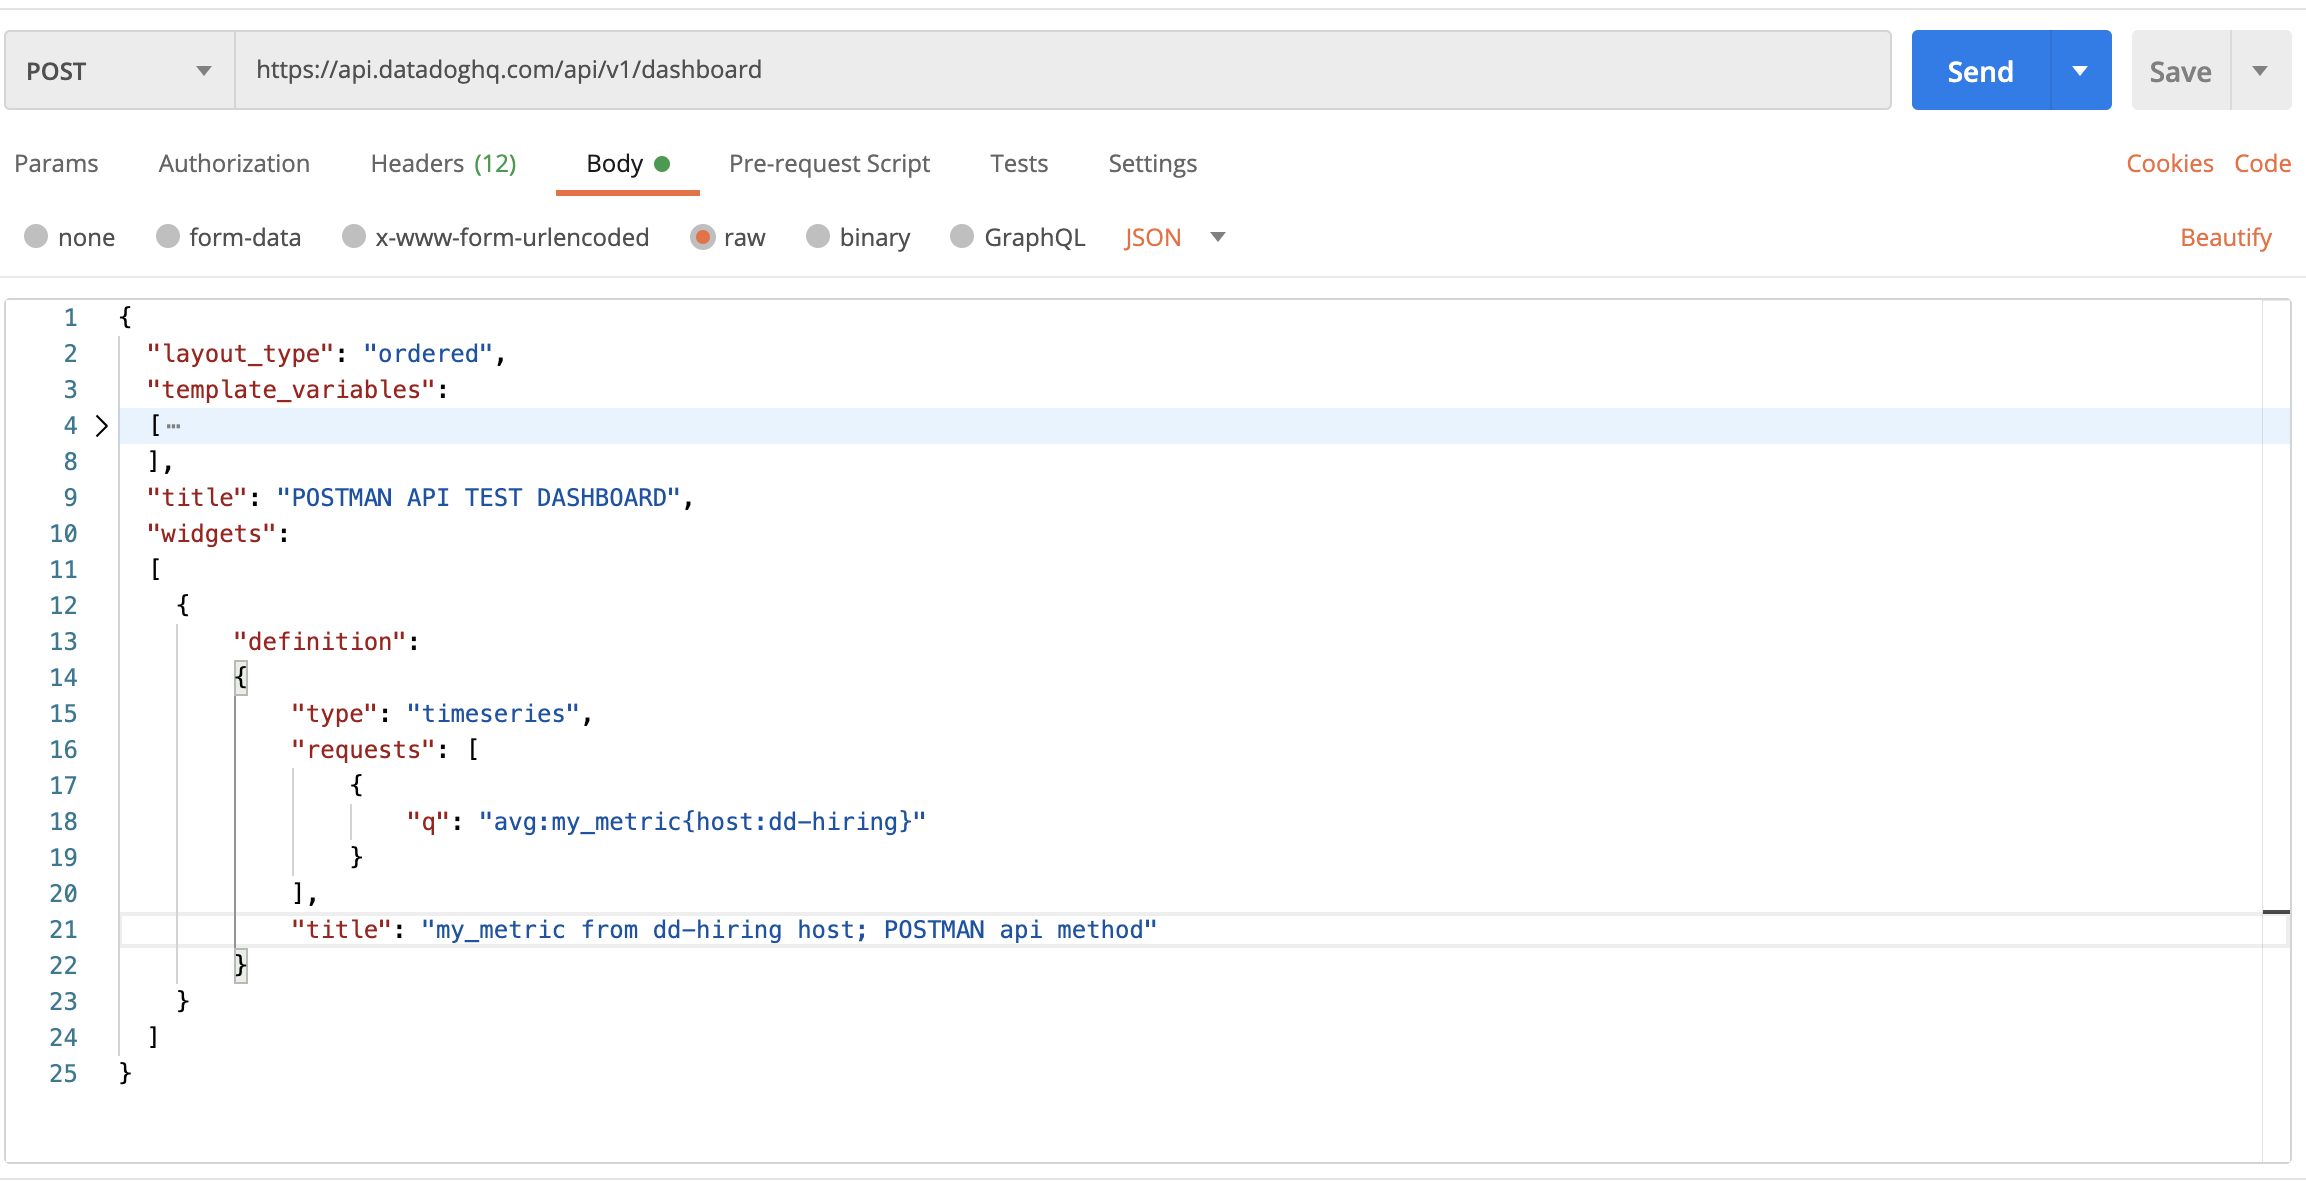 POST https://api.datadoghq.com/api/v1/dashboard Send Save
Params Authorization Headers (12) Body Pre-request Script Tests Settings Cookies Code
none form-data x-www-form-urlencoded raw binary GraphQL JSON Beautify
1 {
2 "layout_type": "ordered",
3 "template_variables":
4 [ ⋯
8 ],
9 "title": "POSTMAN API TEST DASHBOARD",
10 "widgets":
11 [
12 {
13 "definition":
14 {
15 "type": "timeseries",
16 "requests": [
17 {
18 "q": "avg:my_metric{host:dd-hiring}"
19 }
20 ],
21 "title": "my_metric from dd-hiring host; POSTMAN api method"
22 }
23 }
24 ]
25 }